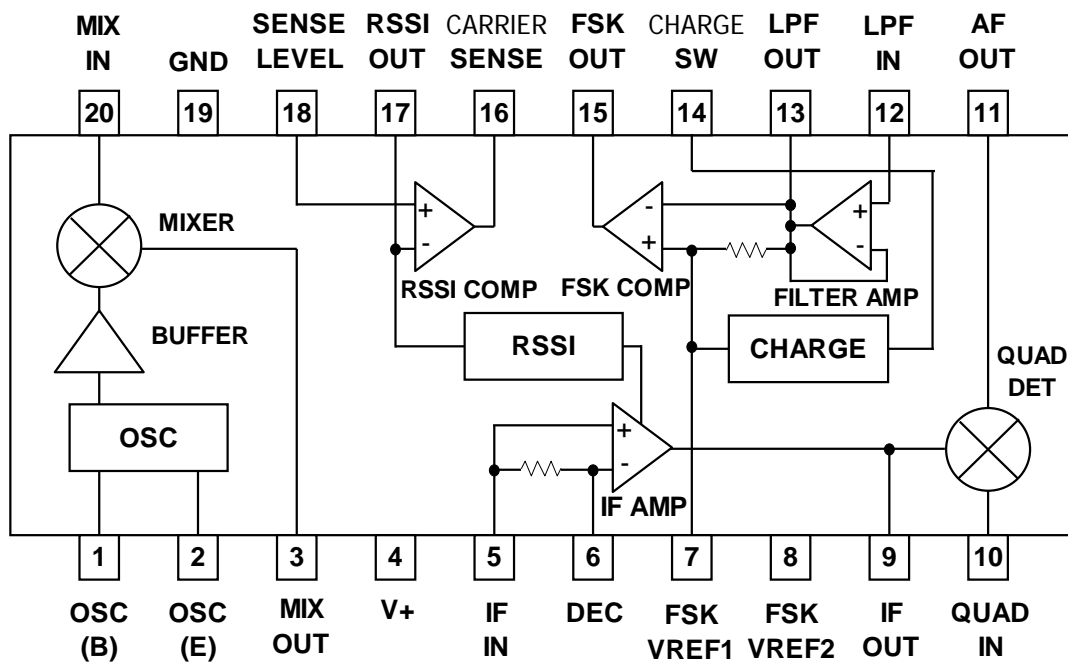 MIX
IN
GND
SENSE
LEVEL
RSSI
OUT
CARRIER
SENSE
FSK
OUT
CHARGE
SW
LPF
OUT
LPF
IN
AF
OUT
20 19 18 17 16 15 14 13 12 11
MIXER
+
-
RSSI COMP
-
+
FSK COMP
+
-
FILTER AMP
BUFFER
RSSI
CHARGE
QUAD
DET
OSC
+
-
IF AMP
1 2 3 4 5 6 7 8 9 10
OSC
(B)
OSC
(E)
MIX
OUT
V+
IF
IN
DEC
FSK
VREF1
FSK
VREF2
IF
OUT
QUAD
IN